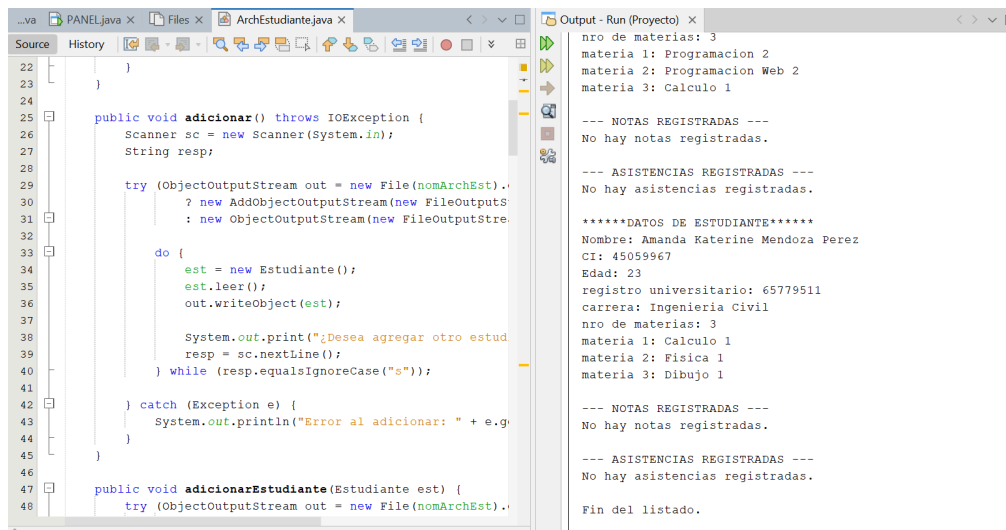 ...va PANEL.java × Files × ArchEstudiante.java ×
Source History
22 }
23 }
24
25 public void adicionar() throws IOException {
26 Scanner sc = new Scanner(System.in);
27 String resp;
28
29 try (ObjectOutputStream out = new File(nomArchEst).
30 ? new AddObjectOutputStream(new FileOutputS
31 : new ObjectOutputStream(new FileOutputStre
32
33 do {
34 est = new Estudiante();
35 est.leer();
36 out.writeObject(est);
37
38 System.out.print("¿Desea agregar otro estud
39 resp = sc.nextLine();
40 } while (resp.equalsIgnoreCase("s"));
41
42 } catch (Exception e) {
43 System.out.println("Error al adicionar: " + e.g
44 }
45 }
46
47 public void adicionarEstudiante(Estudiante est) {
48 try (ObjectOutputStream out = new File(nomArchEst).
Output - Run (Proyecto) ×
nro de materias: 3
materia 1: Programacion 2
materia 2: Programacion Web 2
materia 3: Calculo 1
--- NOTAS REGISTRADAS ---
No hay notas registradas.
--- ASISTENCIAS REGISTRADAS ---
No hay asistencias registradas.
******DATOS DE ESTUDIANTE******
Nombre: Amanda Katerine Mendoza Perez
CI: 45059967
Edad: 23
registro universitario: 65779511
carrera: Ingenieria Civil
nro de materias: 3
materia 1: Calculo 1
materia 2: Fisica 1
materia 3: Dibujo 1
--- NOTAS REGISTRADAS ---
No hay notas registradas.
--- ASISTENCIAS REGISTRADAS ---
No hay asistencias registradas.
Fin del listado.